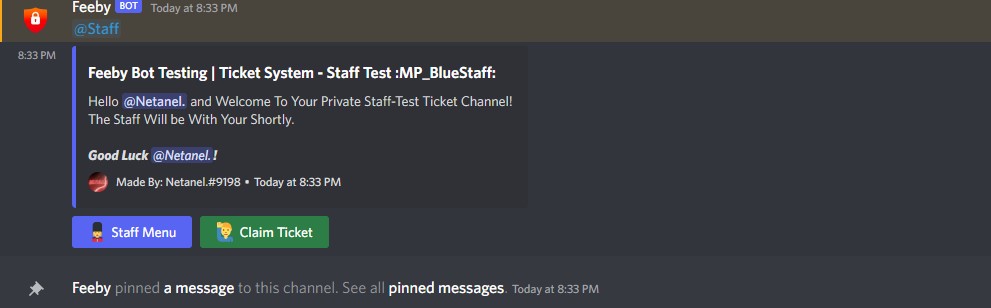 Feeby BOT Today at 8:33 PM
@Staff
8:33 PM
Feeby Bot Testing | Ticket System - Staff Test :MP_BlueStaff:
Hello @Netanel. and Welcome To Your Private Staff-Test Ticket Channel!
The Staff Will be With Your Shortly.
Good Luck @Netanel.!
Made By: Netanel.#9198 • Today at 8:33 PM
Staff Menu Claim Ticket
Feeby pinned a message to this channel. See all pinned messages. Today at 8:33 PM